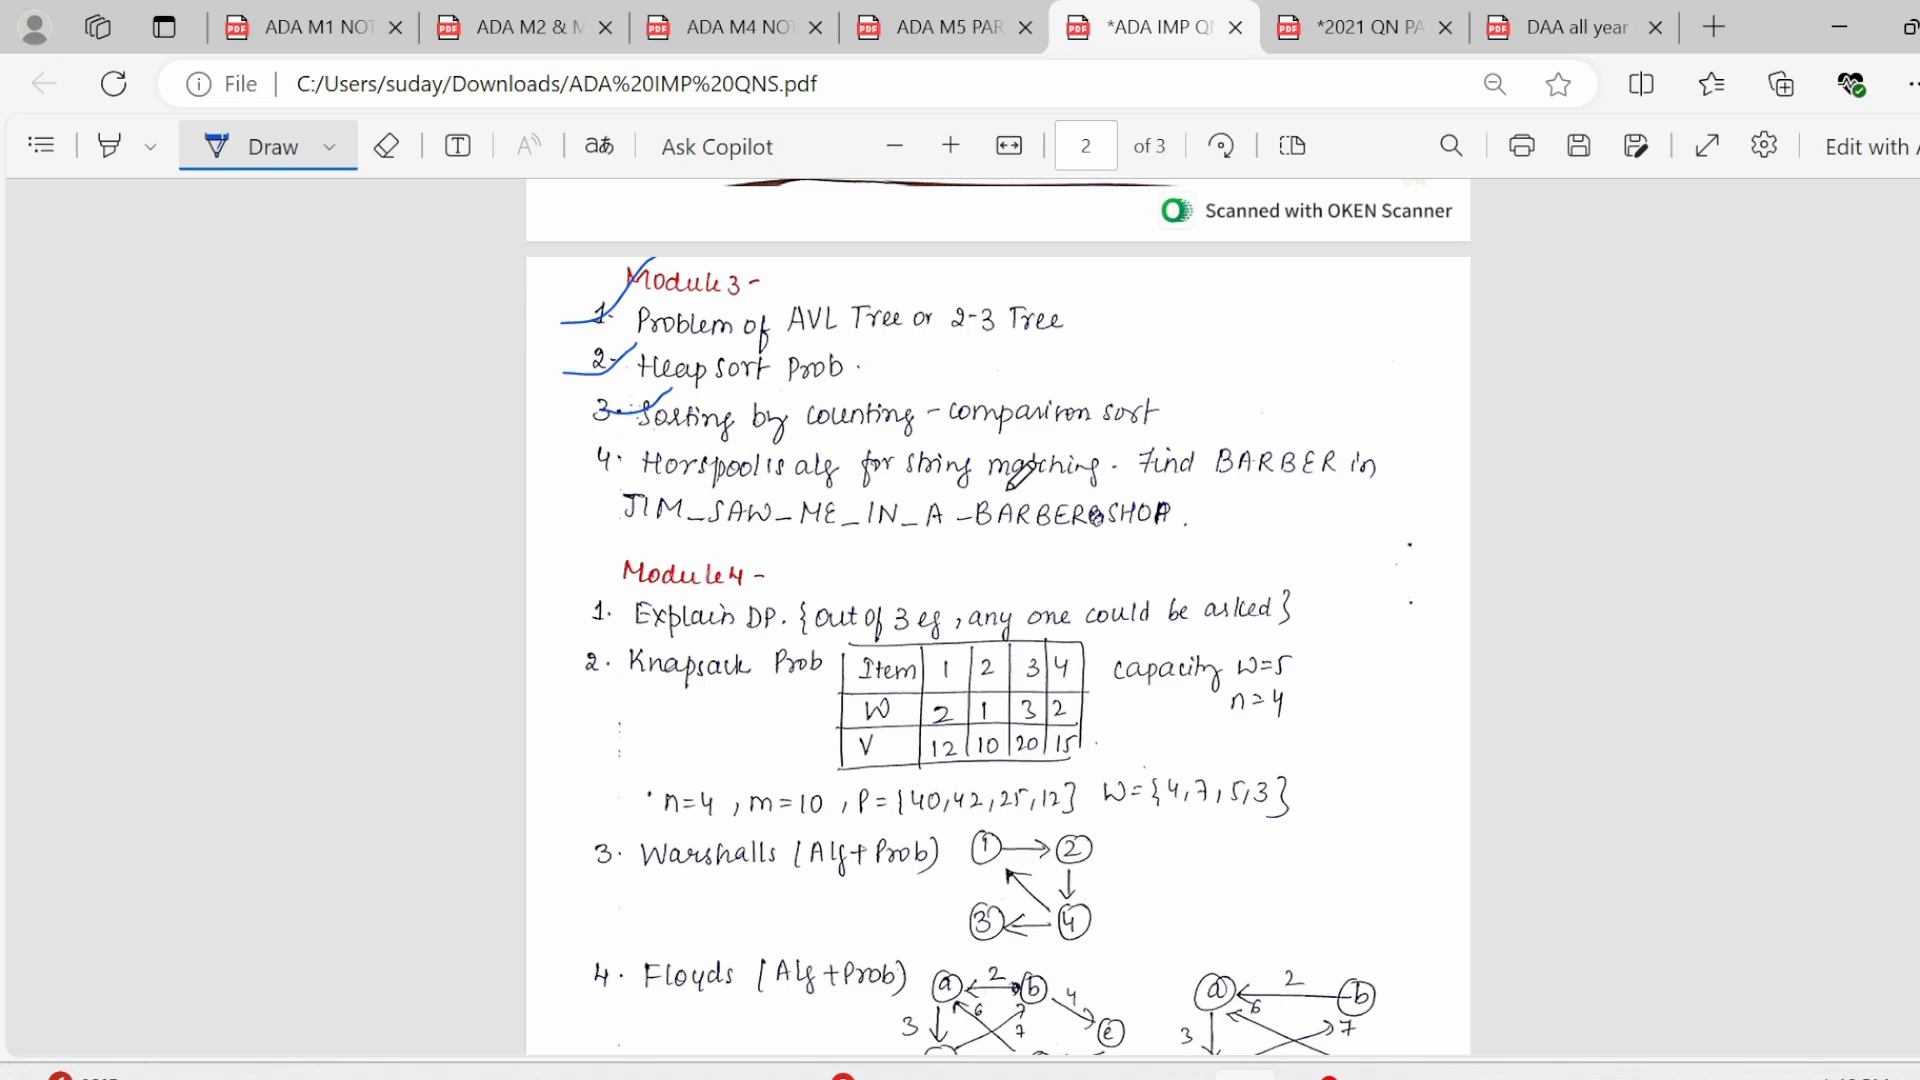 ADA M1 NOT ADA M2 & M ADA M4 NOT ADA M5 PAR *ADA IMP QN *2021 QN PA DAA all year
File C:/Users/suday/Downloads/ADA%20IMP%20QNS.pdf
Draw T aあ Ask Copilot 2 of 3 Edit with A
Scanned with OKEN Scanner
Module 3 -
1. Problem of AVL Tree or 2-3 Tree
2. Heap sort Prob.
3. Sorting by counting - comparison sort
4. Horspool's alg for string matching. Find BARBER in
JIM_SAW_ME_IN_A_BARBERSHOP.
Module 4 -
1. Explain DP. {out of 3 eg, any one could be asked}
2. Knapsack Prob Item 1 2 3 4 capacity W=5
n=4
W 2 1 3 2
V 12 10 20 15
n=4, m=10, P={40,42,25,12} W={4,7,5,3}
3. Warshalls (Alg+Prob) 1 2
3 4
4. Floyds (Alg+Prob) a 2 b 4 a 2 b
3 6 7 c 3 6 7